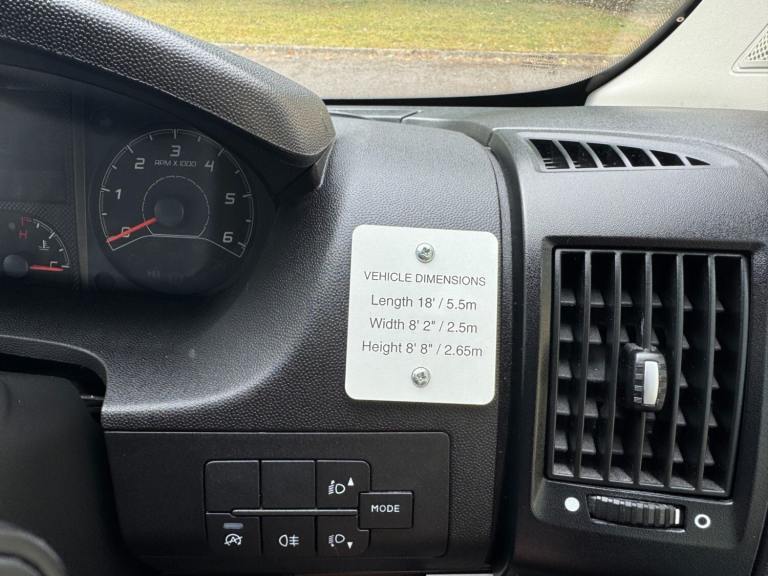 3
2 4
RPM X 1000
1 5
0 6
H
C
VEHICLE DIMENSIONS
Length 18' / 5.5m
Width 8' 2" / 2.5m
Height 8' 8" / 2.65m
MODE
A